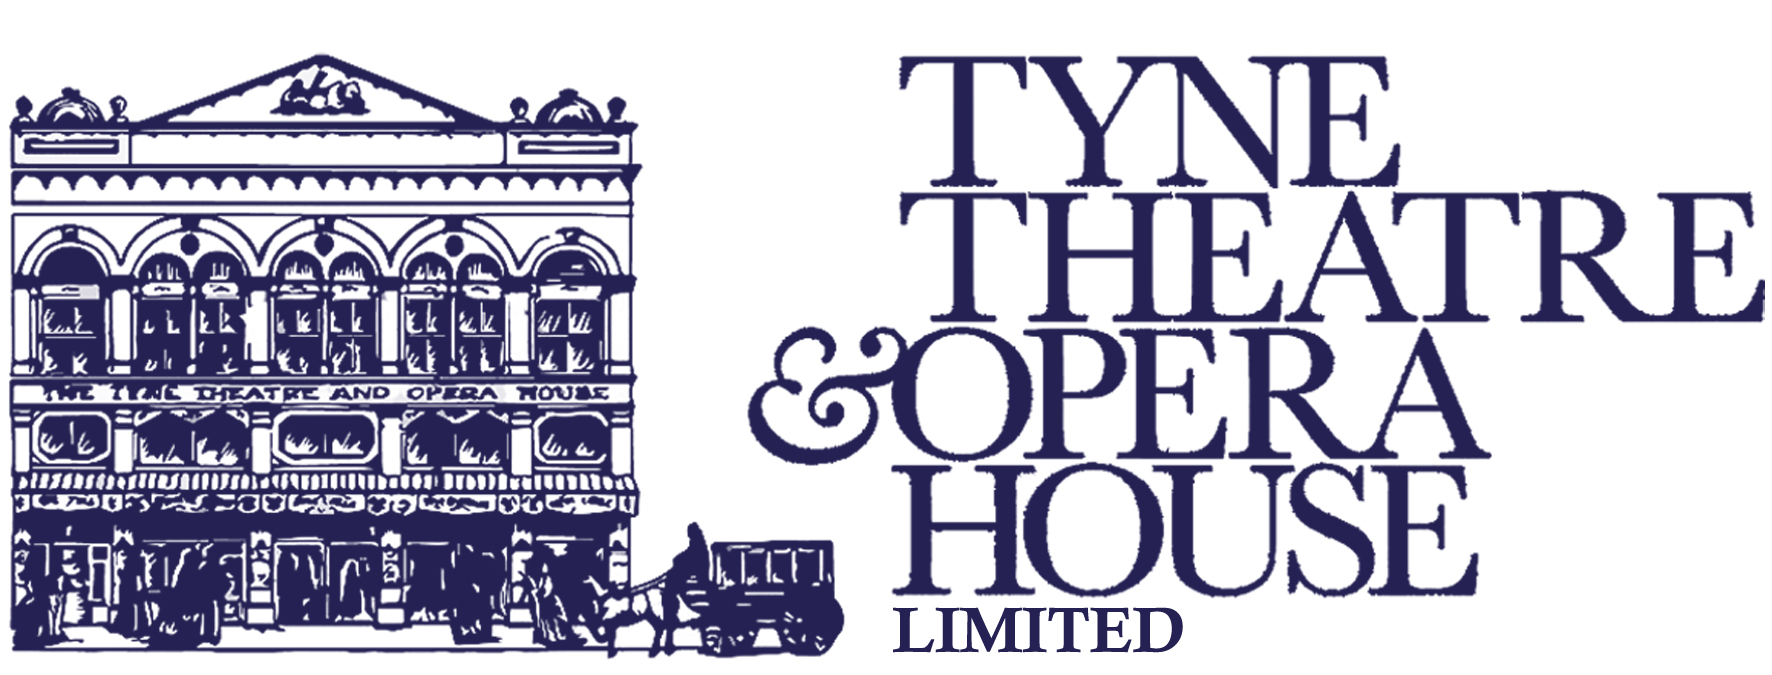 THE TYNE THEATRE AND OPERA HOUSE
TYNE
THEATRE
& OPERA
HOUSE
LIMITED